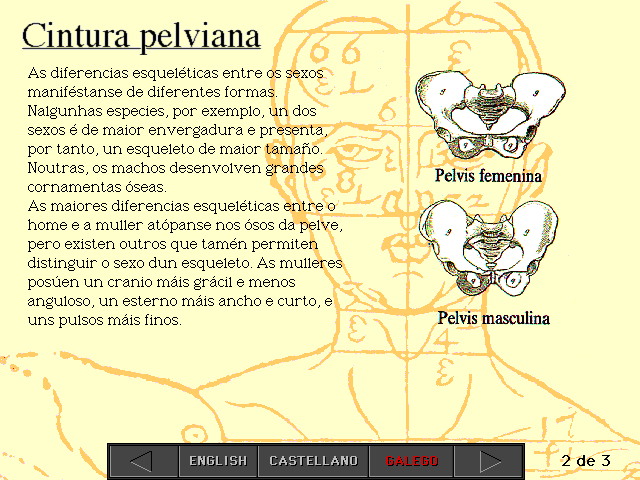 Cintura pelviana
As diferencias esqueléticas entre os sexos
maniféstanse de diferentes formas.
Nalgunhas especies, por exemplo, un dos
sexos é de maior envergadura e presenta,
por tanto, un esqueleto de maior tamaño.
Noutras, os machos desenvolven grandes
cornamentas óseas.
As maiores diferencias esqueléticas entre o
home e a muller atópanse nos ósos da pelve,
pero existen outros que tamén permiten
distinguir o sexo dun esqueleto. As mulleres
posúen un cranio máis grácil e menos
anguloso, un esterno máis ancho e curto, e
uns pulsos máis finos.
Pelvis femenina
Pelvis masculina
ENGLISH
CASTELLANO
GALEGO
2 de 3